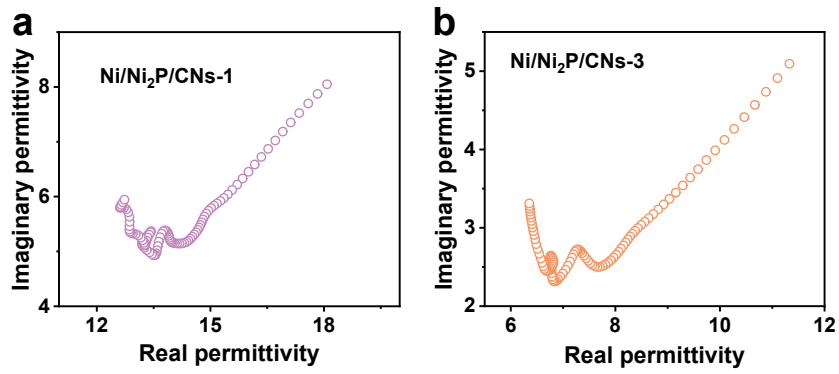 a
Ni/Ni₂P/CNs-1
Imaginary permittivity
8
6
4
12
15
18
Real permittivity
b
Ni/Ni₂P/CNs-3
Imaginary permittivity
5
4
3
2
6
8
10
12
Real permittivity